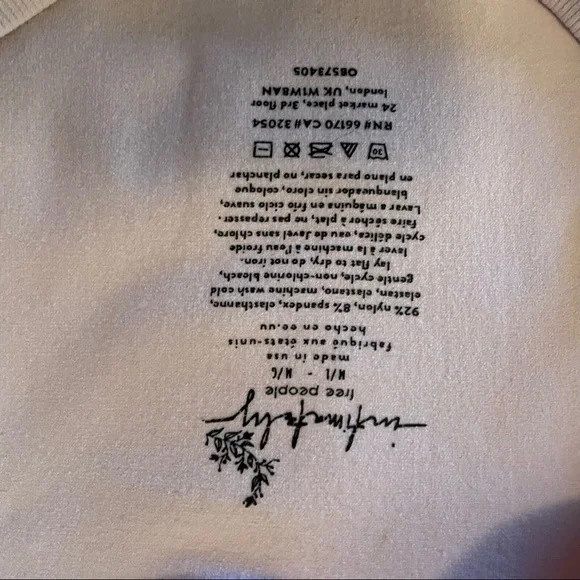 intimately
free people
M/L - M/G
made in usa
fabriqué aux états-unis
hecho en ee.uu
92% nylon, 8% spandex, elasthanne,
elastan, elastano, machine wash cold
gentle, cycle, non-chlorine bleach,
lay flat to dry, do not iron.
laver à la machine à l'eau froide
cycle délica, eau de Javel sans chloro,
faire sécher à plat, ne pas repasser.
Lavar a máquina en frío ciclo suave,
blanqueador sin cloro, coloque
en plano para secar, no planchar
30
RN# 66170 CA# 32054
24 market place, 3rd floor
london, UK W1W8AN
OB573405